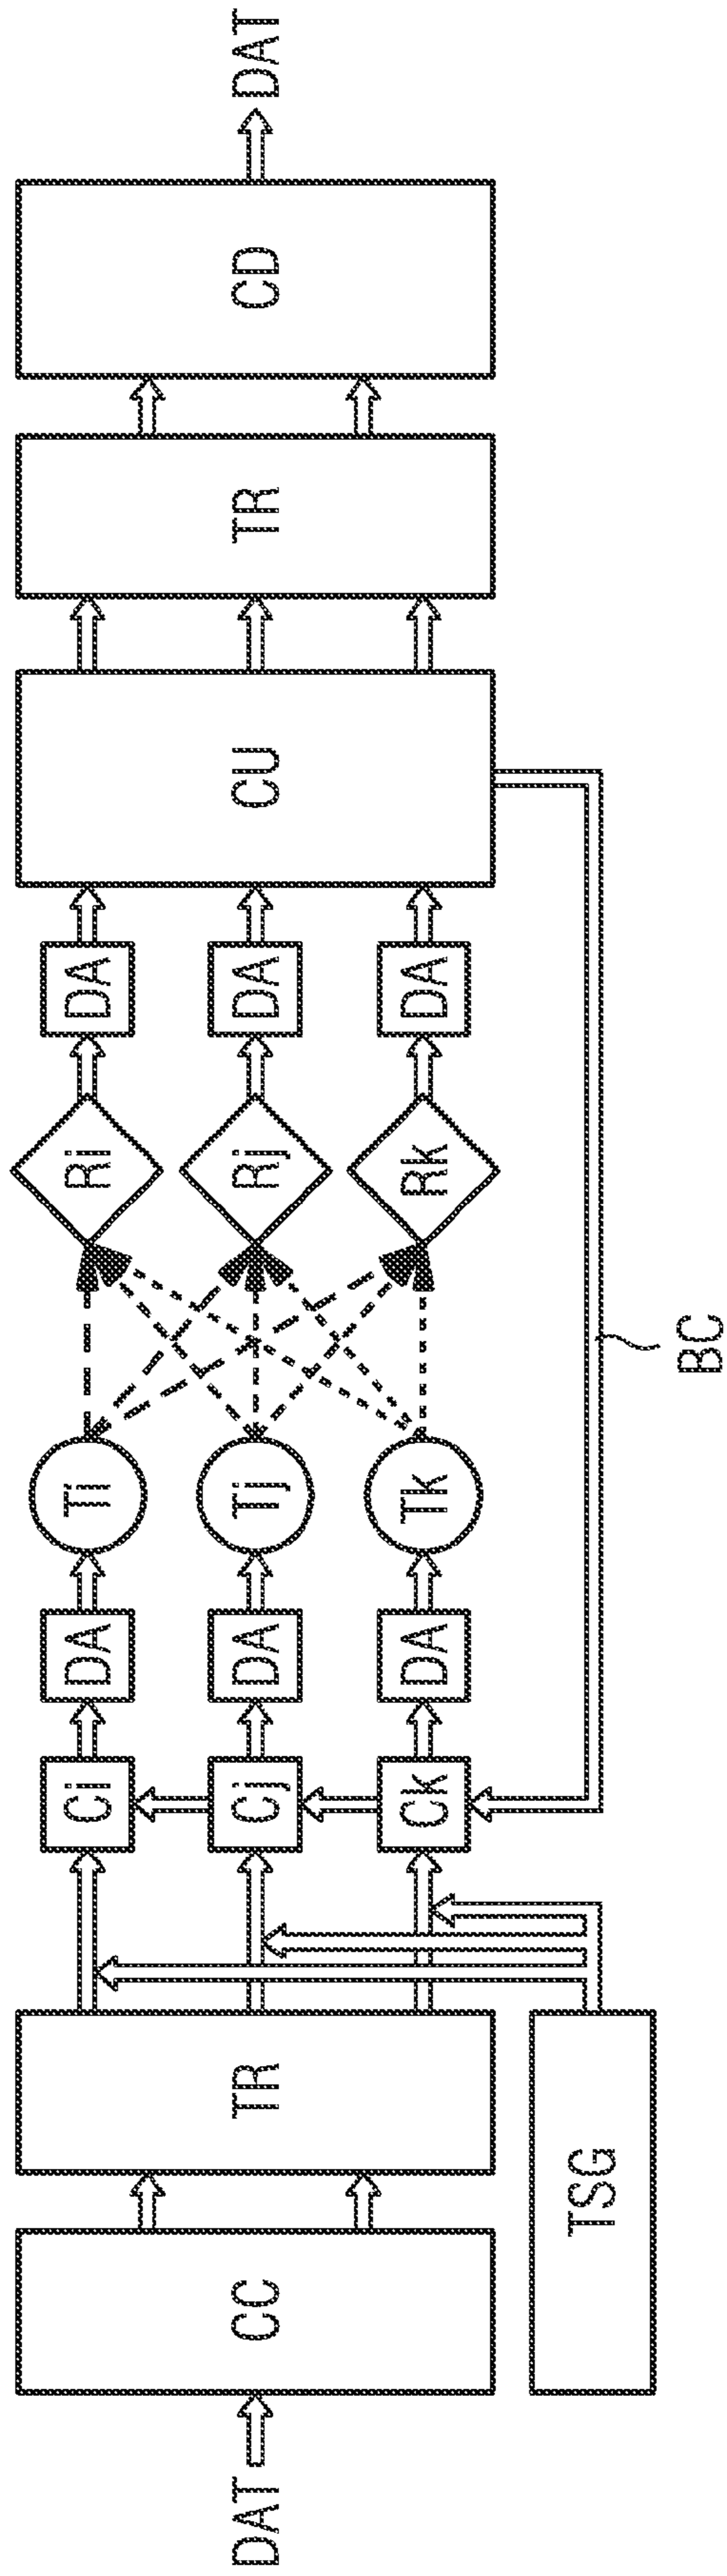 DAT
CC
TR
TSG
Ci
Cj
Ck
DA
DA
DA
Ti
Tj
Tk
BC
Ri
Rj
Rk
DA
DA
DA
CU
TR
CD
DAT